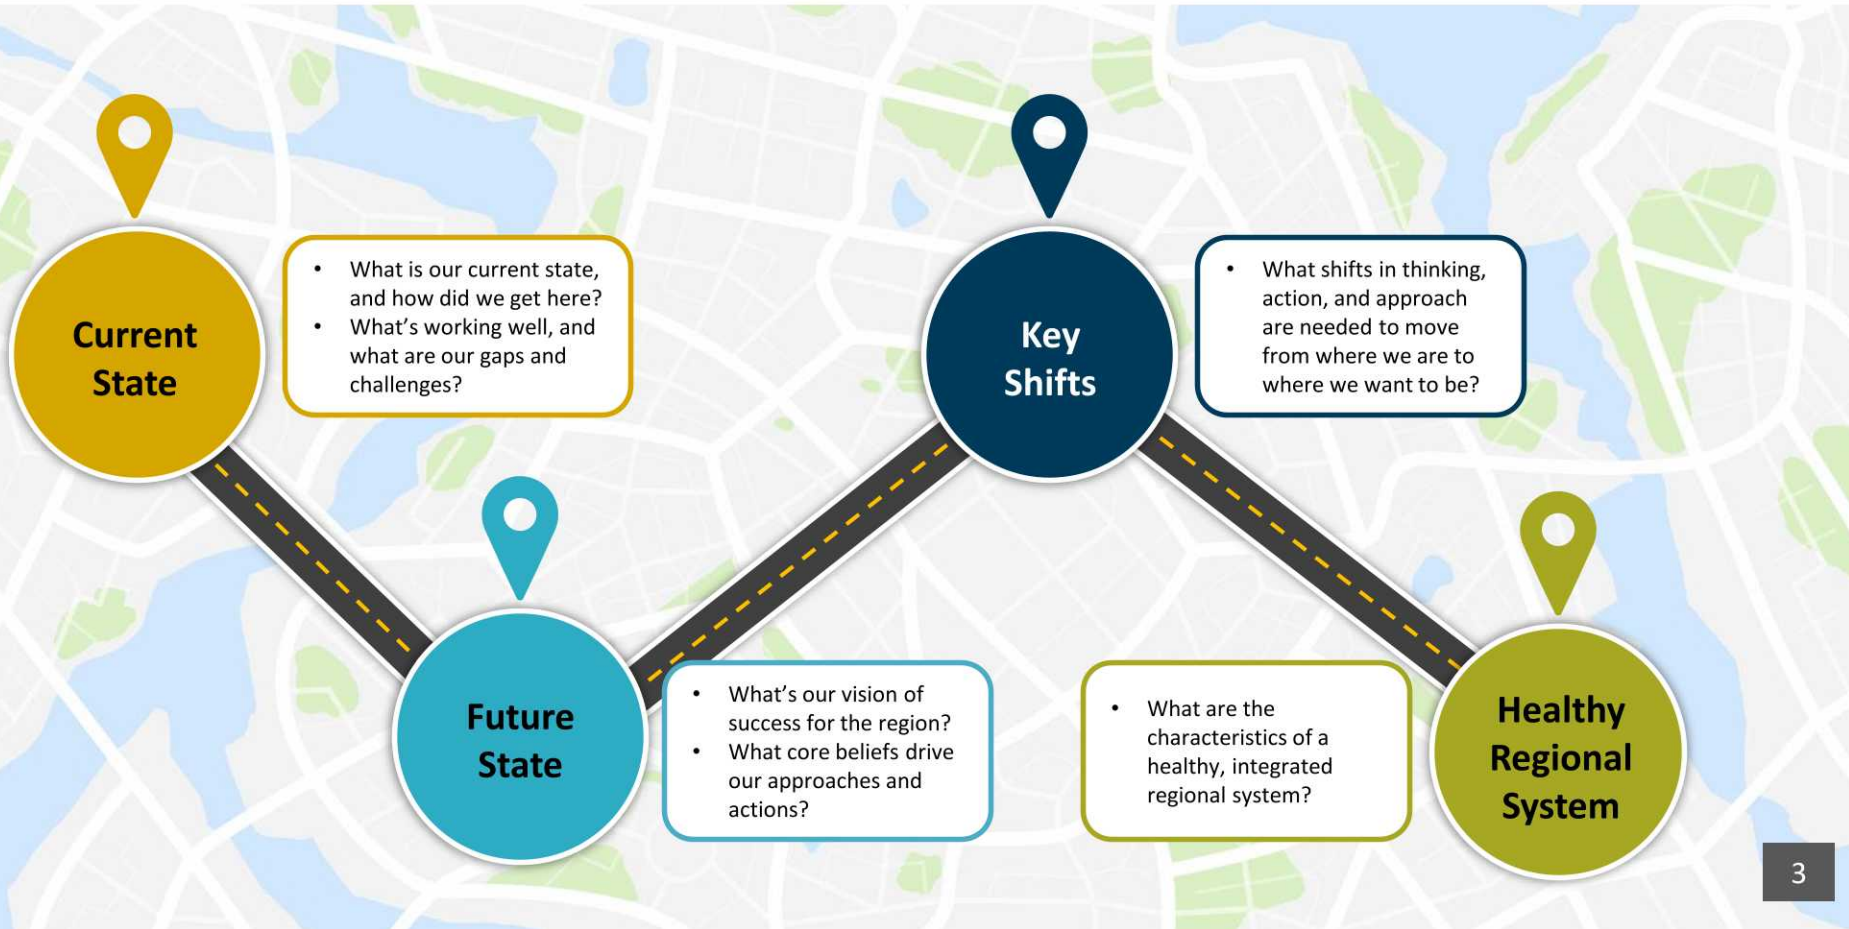 Current
State
• What is our current state,
and how did we get here?
• What's working well, and
what are our gaps and
challenges?
Future
State
• What's our vision of
success for the region?
• What core beliefs drive
our approaches and
actions?
Key
Shifts
• What shifts in thinking,
action, and approach
are needed to move
from where we are to
where we want to be?
Healthy
Regional
System
• What are the
characteristics of a
healthy, integrated
regional system?
3